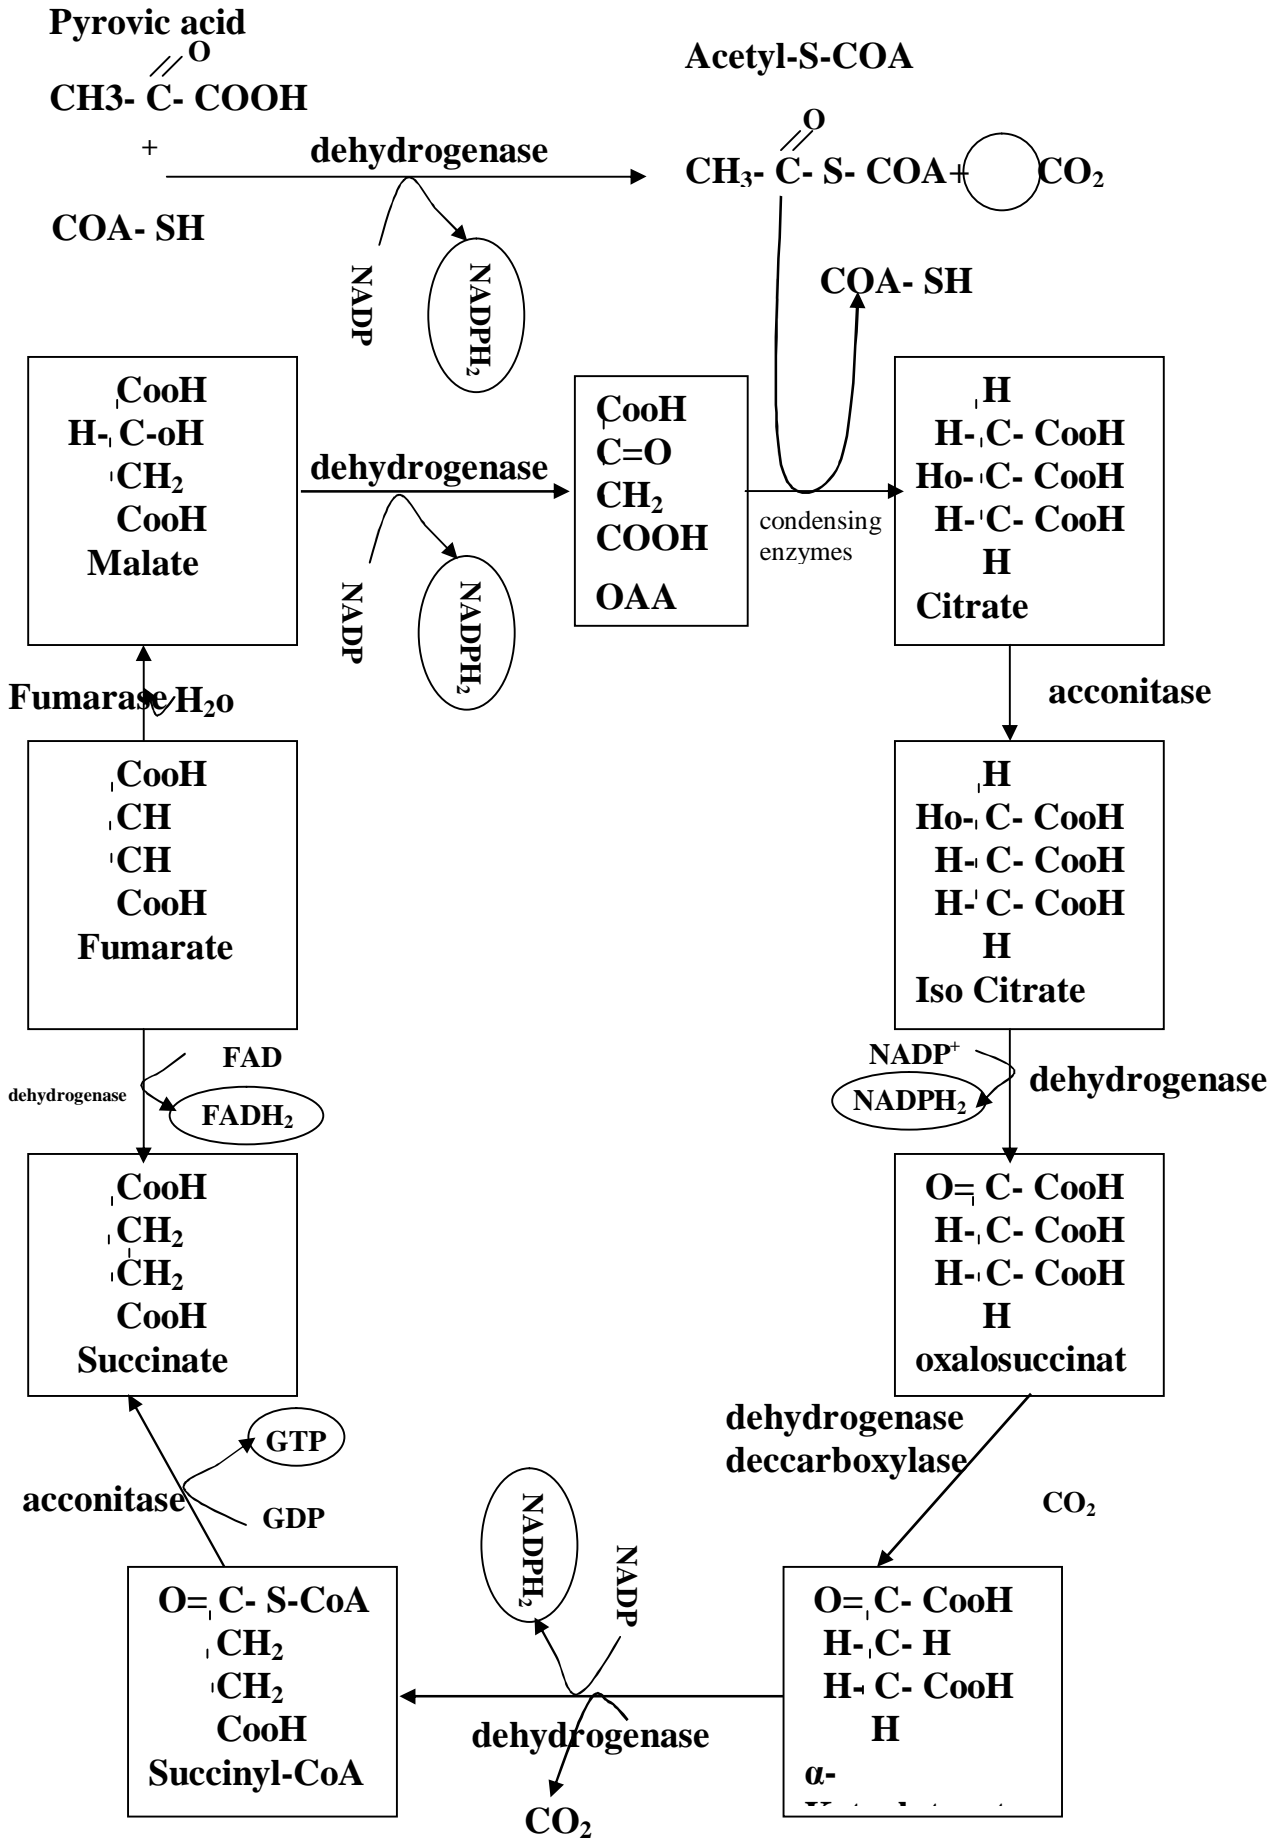 Pyrovic acid
O
CH3- C- COOH
+
COA- SH
dehydrogenase
NADP
NADPH₂
Acetyl-S-COA
O
CH₃- C- S- COA+ CO₂
COA- SH
CooH
H- C-oH
CH₂
CooH
Malate
dehydrogenase
NADP
NADPH₂
CooH
C=O
CH₂
COOH
OAA
condensing
enzymes
H
H- C- CooH
Ho- C- CooH
H- C- CooH
H
Citrate
Fumarase H₂o
acconitase
CooH
CH
CH
CooH
Fumarate
H
Ho- C- CooH
H- C- CooH
H- C- CooH
H
Iso Citrate
FAD
dehydrogenase
FADH₂
NADP⁺
NADPH₂
dehydrogenase
CooH
CH₂
CH₂
CooH
Succinate
O= C- CooH
H- C- CooH
H- C- CooH
H
oxalosuccinat
GTP
acconitase
GDP
dehydrogenase
deccarboxylase
CO₂
NADPH₂
NADP
O= C- S-CoA
CH₂
CH₂
CooH
Succinyl-CoA
dehydrogenase
CO₂
O= C- CooH
H- C- H
H- C- CooH
H
α-